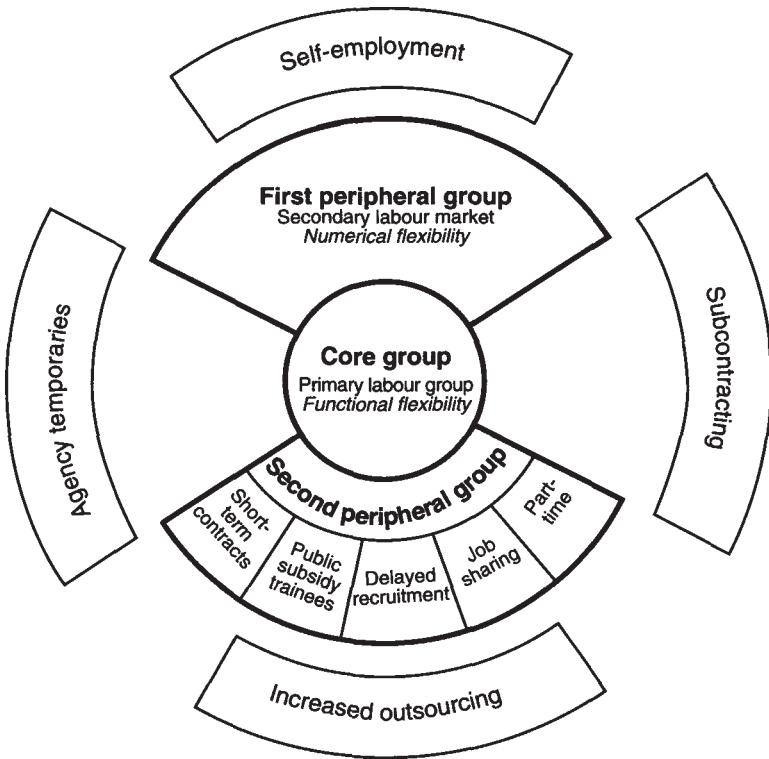 Self-employment
First peripheral group
Secondary labour market
Numerical flexibility
Agency temporaries
Core group
Primary labour group
Functional flexibility
Subcontracting
Second peripheral group
Short-
term
contracts
Public
subsidy
trainees
Delayed
recruitment
Job
sharing
Part-
time
Increased outsourcing